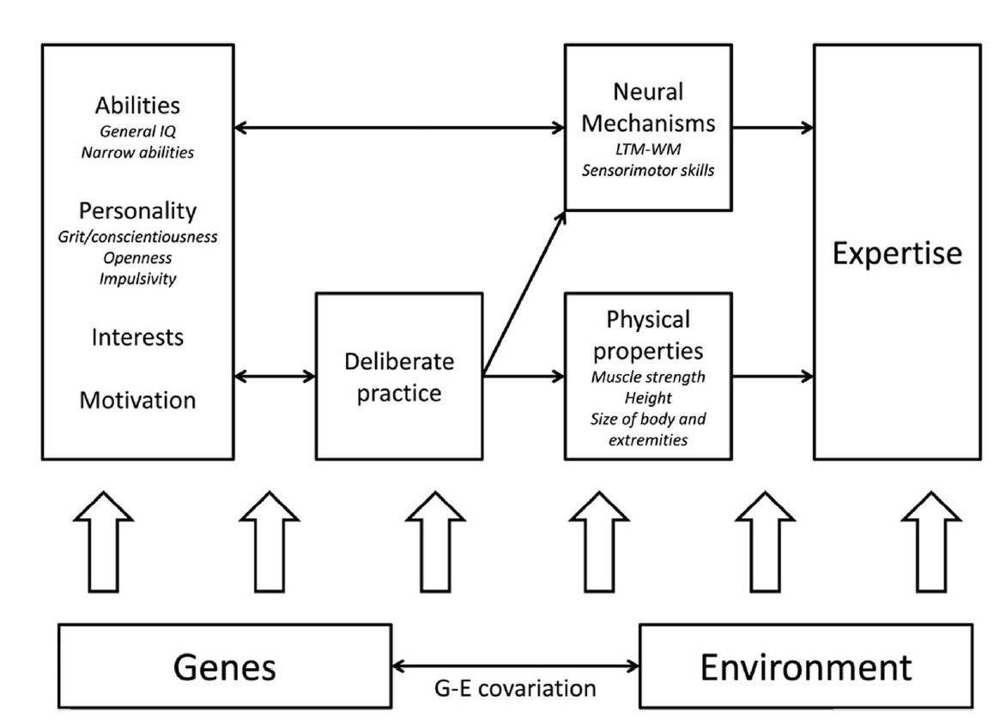 Abilities
General IQ
Narrow abilities
Personality
Grit/conscientiousness
Openness
Impulsivity
Interests
Motivation
Deliberate
practice
Neural
Mechanisms
LTM-WM
Sensorimotor skills
Physical
properties
Muscle strength
Height
Size of body and
extremities
Expertise
Genes
G-E covariation
Environment